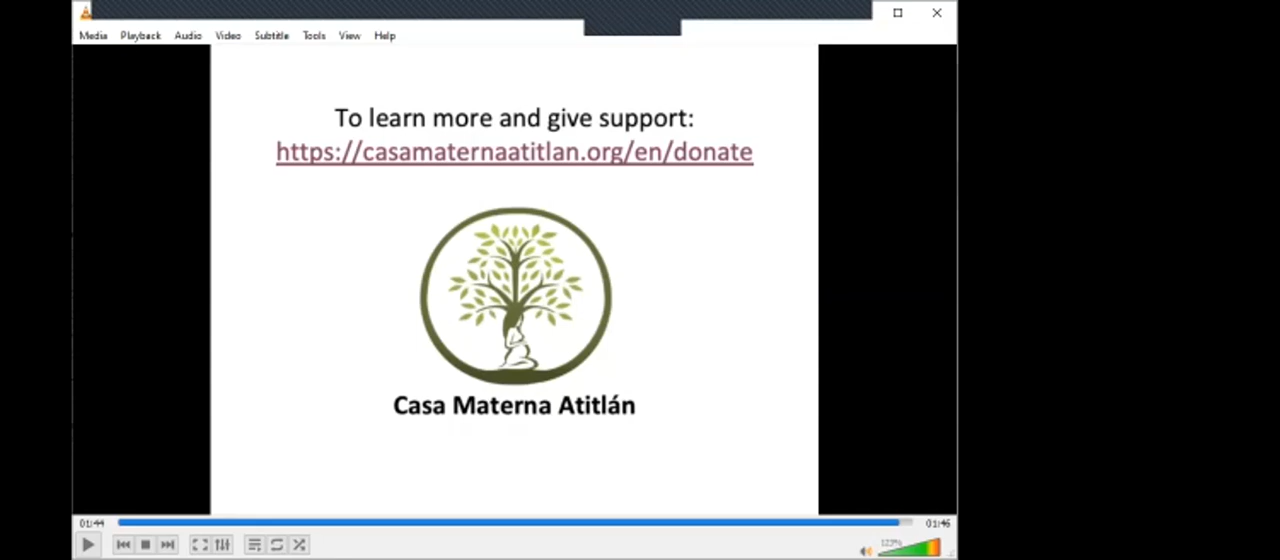 Media Playback Audio Video Subtitle Tools View Help
To learn more and give support:
https://casamaternaatitlan.org/en/donate
Casa Materna Atitlán
01:44 01:46
123%